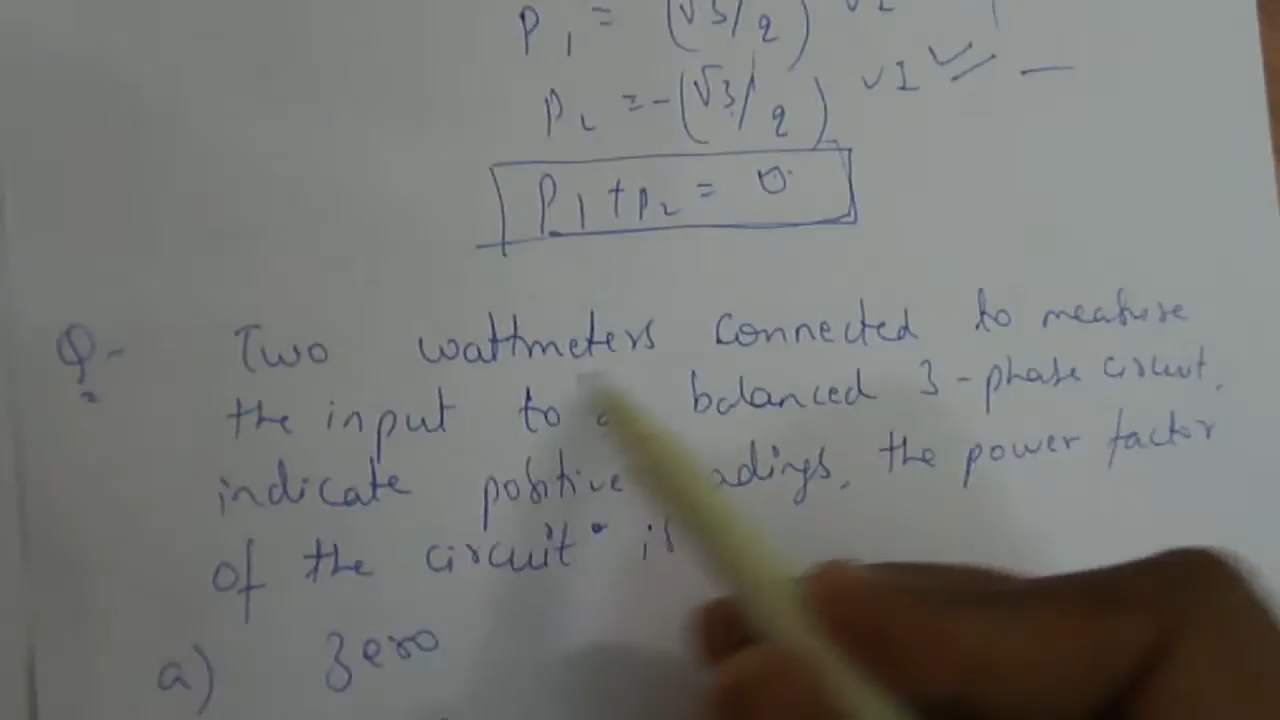 P1 = (√3/2)
P2 = -(√3/2) VI
P1 + P2 = 0
Q- Two wattmeters connected to measure
the input to a balanced 3-phase circuit,
indicate positive the power factor
of the circuit is
a) Zero